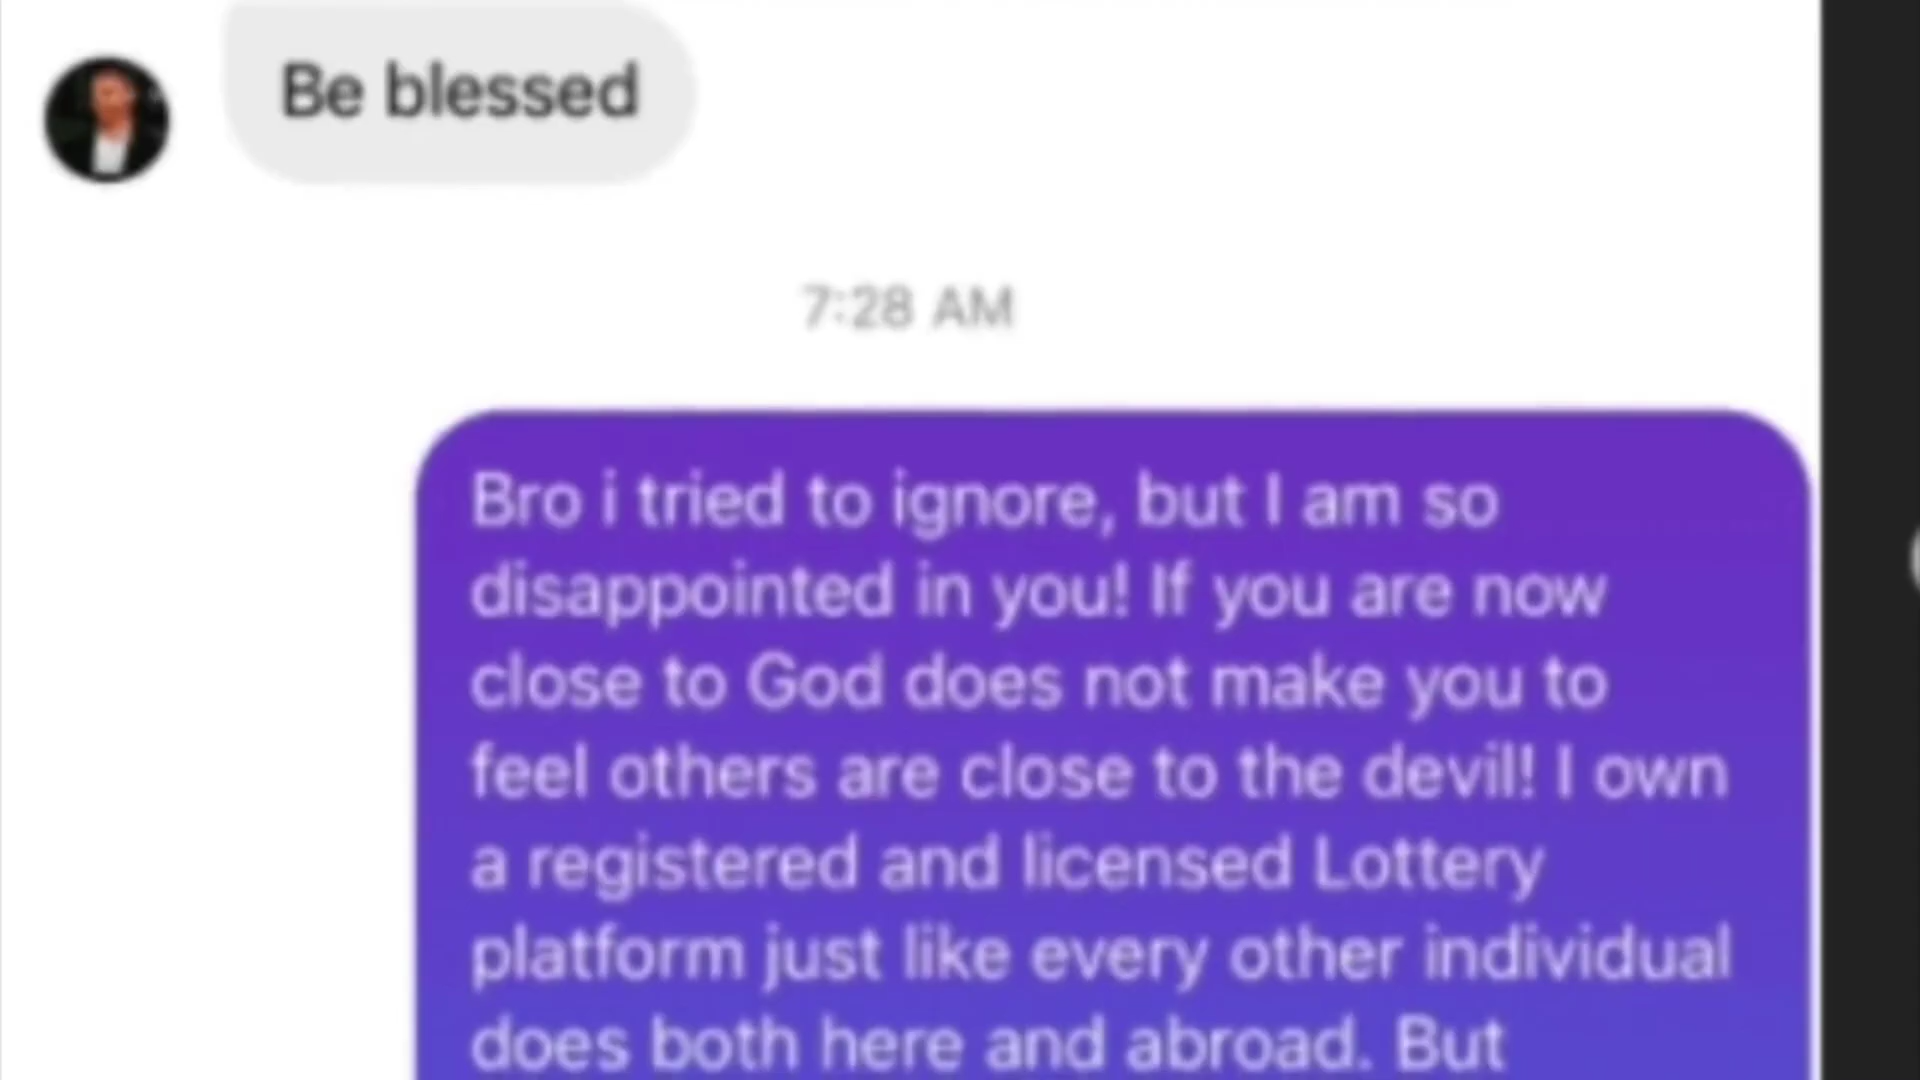 Be blessed
7:28 AM
Bro i tried to ignore, but I am so
disappointed in you! If you are now
close to God does not make you to
feel others are close to the devil! I own
a registered and licensed Lottery
platform just like every other individual
does both here and abroad. But